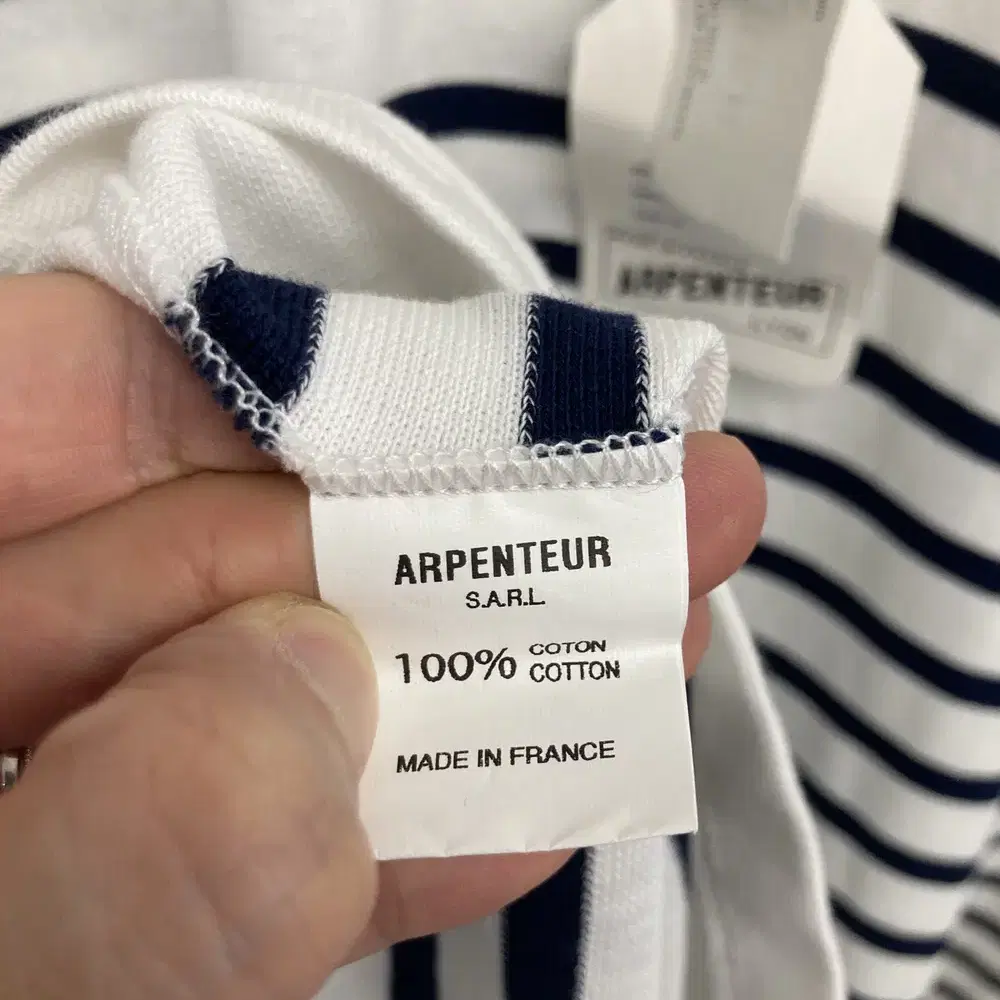 ARPENTEUR
ARPENTEUR
S.A.R.L.
100% COTON
COTTON
MADE IN FRANCE